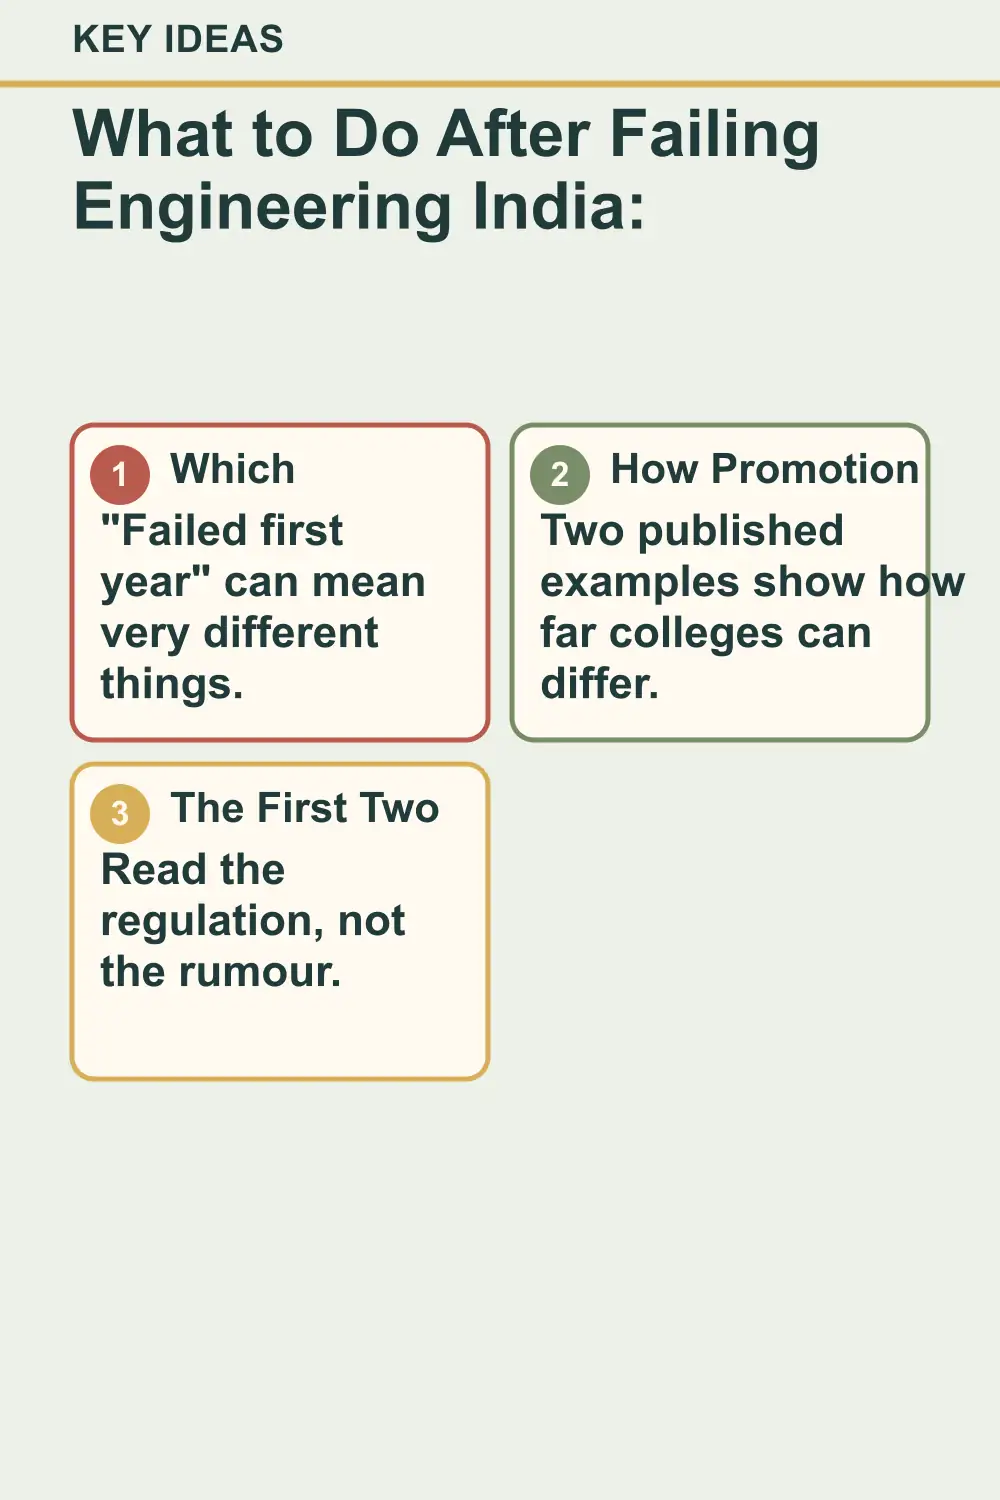 KEY IDEAS
What to Do After Failing
Engineering India:
1 Which
"Failed first
year" can mean
very different
things.
2 How Promotion
Two published
examples show how
far colleges can
differ.
3 The First Two
Read the
regulation, not
the rumour.